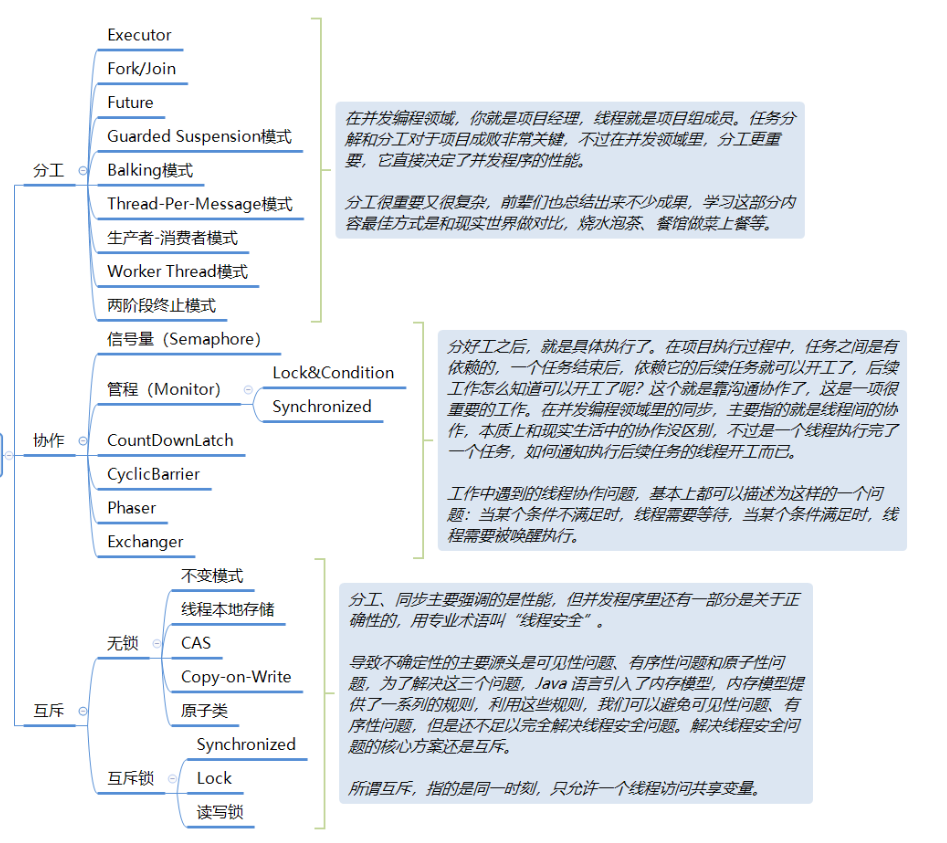 分工
Executor
Fork/Join
Future
Guarded Suspension模式
Balking模式
Thread-Per-Message模式
生产者-消费者模式
Worker Thread模式
两阶段终止模式
在并发编程领域，你就是项目经理，线程就是项目组成员。任务分
解和分工对于项目成败非常关键，不过在并发领域里，分工更重
要，它直接决定了并发程序的性能。
分工很重要又很复杂，前辈们也总结出来不少成果，学习这部分内
容最佳方式是和现实世界做对比，烧水泡茶、餐馆做菜上餐等。
协作
信号量（Semaphore）
管程（Monitor）
Lock&Condition
Synchronized
CountDownLatch
CyclicBarrier
Phaser
Exchanger
分好工之后，就是具体执行了。在项目执行过程中，任务之间是有
依赖的，一个任务结束后，依赖它的后续任务就可以开工了，后续
工作怎么知道可以开工了呢？这个就是靠沟通协作了，这是一项很
重要的工作。在并发编程领域里的同步，主要指的就是线程间的协
作，本质上和现实生活中的协作没区别，不过是一个线程执行完了
一个任务，如何通知执行后续任务的线程开工而已。
工作中遇到的线程协作问题，基本上都可以描述为这样的一个问
题：当某个条件不满足时，线程需要等待，当某个条件满足时，线
程需要被唤醒执行。
互斥
无锁
不变模式
线程本地存储
CAS
Copy-on-Write
原子类
互斥锁
Synchronized
Lock
读写锁
分工、同步主要强调的是性能，但并发程序里还有一部分是关于正
确性的，用专业术语叫“线程安全”。
导致不确定性的主要源头是可见性问题、有序性问题和原子性问
题，为了解决这三个问题，Java 语言引入了内存模型，内存模型提
供了一系列的规则，利用这些规则，我们可以避免可见性问题、有
序性问题，但是还不足以完全解决线程安全问题。解决线程安全问
题的核心方案还是互斥。
所谓互斥，指的是同一时刻，只允许一个线程访问共享变量。